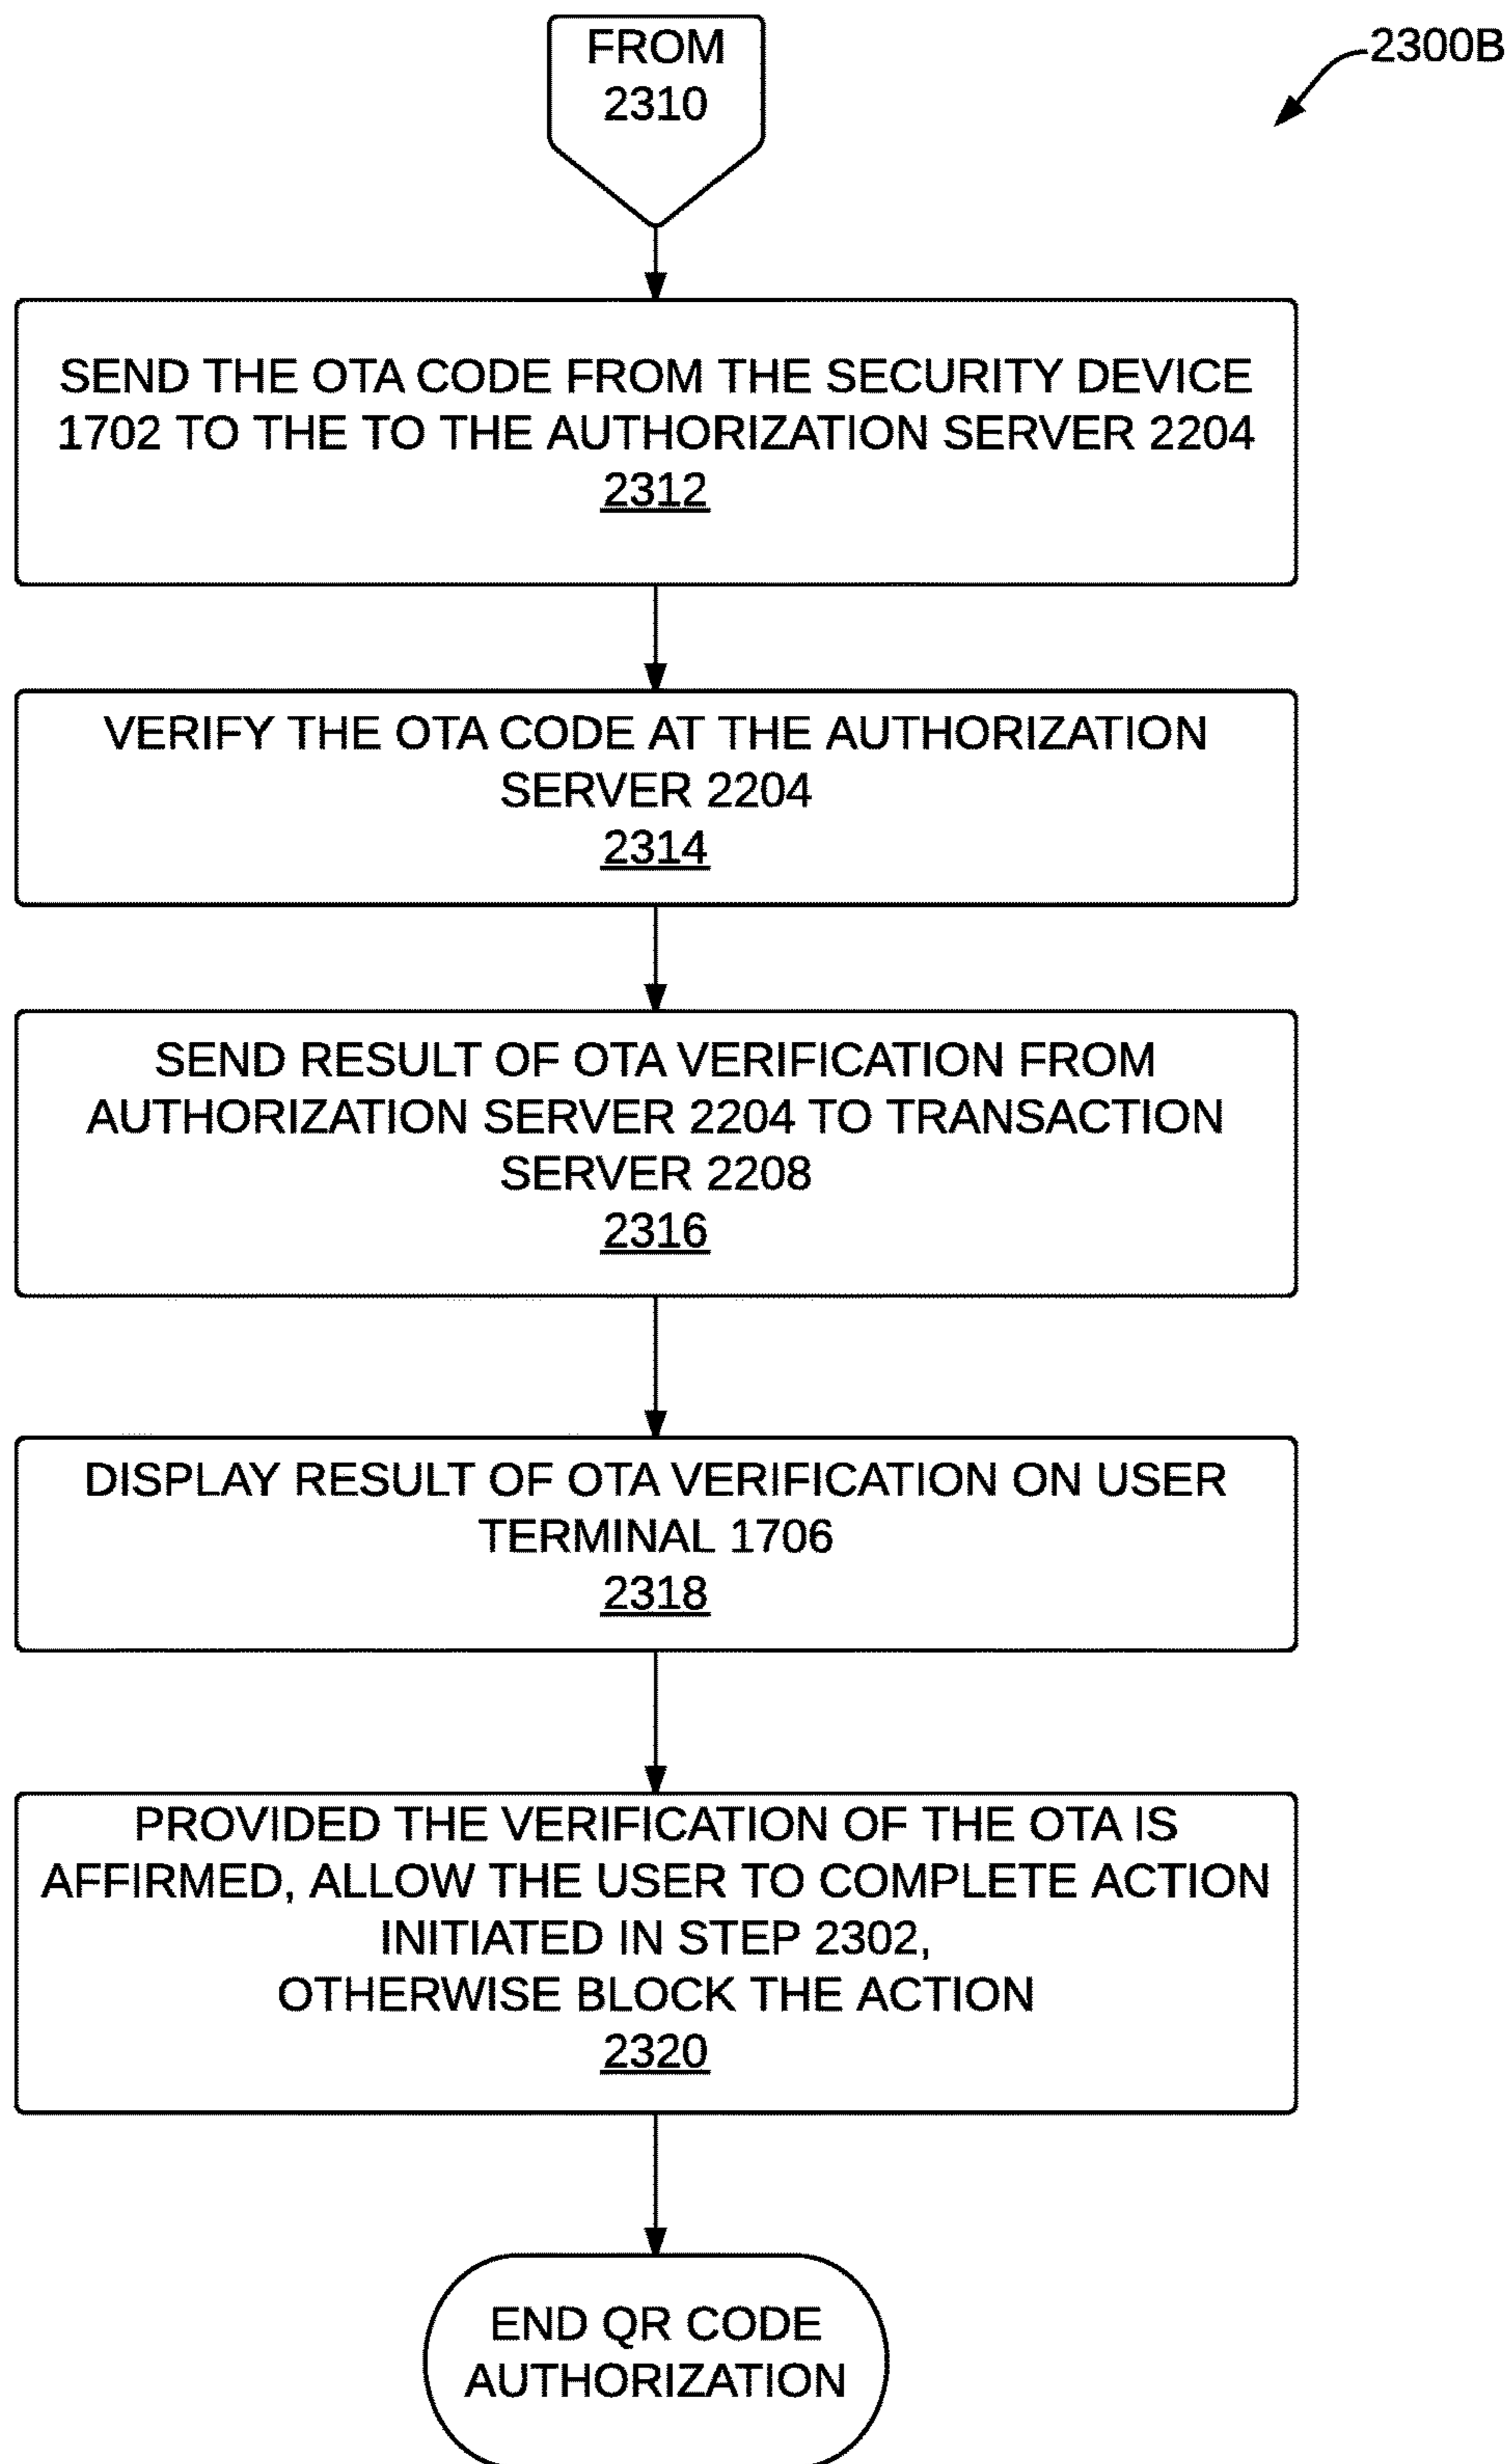 FROM
2310
2300B
SEND THE OTA CODE FROM THE SECURITY DEVICE
1702 TO THE TO THE AUTHORIZATION SERVER 2204
2312
VERIFY THE OTA CODE AT THE AUTHORIZATION
SERVER 2204
2314
SEND RESULT OF OTA VERIFICATION FROM
AUTHORIZATION SERVER 2204 TO TRANSACTION
SERVER 2208
2316
DISPLAY RESULT OF OTA VERIFICATION ON USER
TERMINAL 1706
2318
PROVIDED THE VERIFICATION OF THE OTA IS
AFFIRMED, ALLOW THE USER TO COMPLETE ACTION
INITIATED IN STEP 2302,
OTHERWISE BLOCK THE ACTION
2320
END QR CODE
AUTHORIZATION